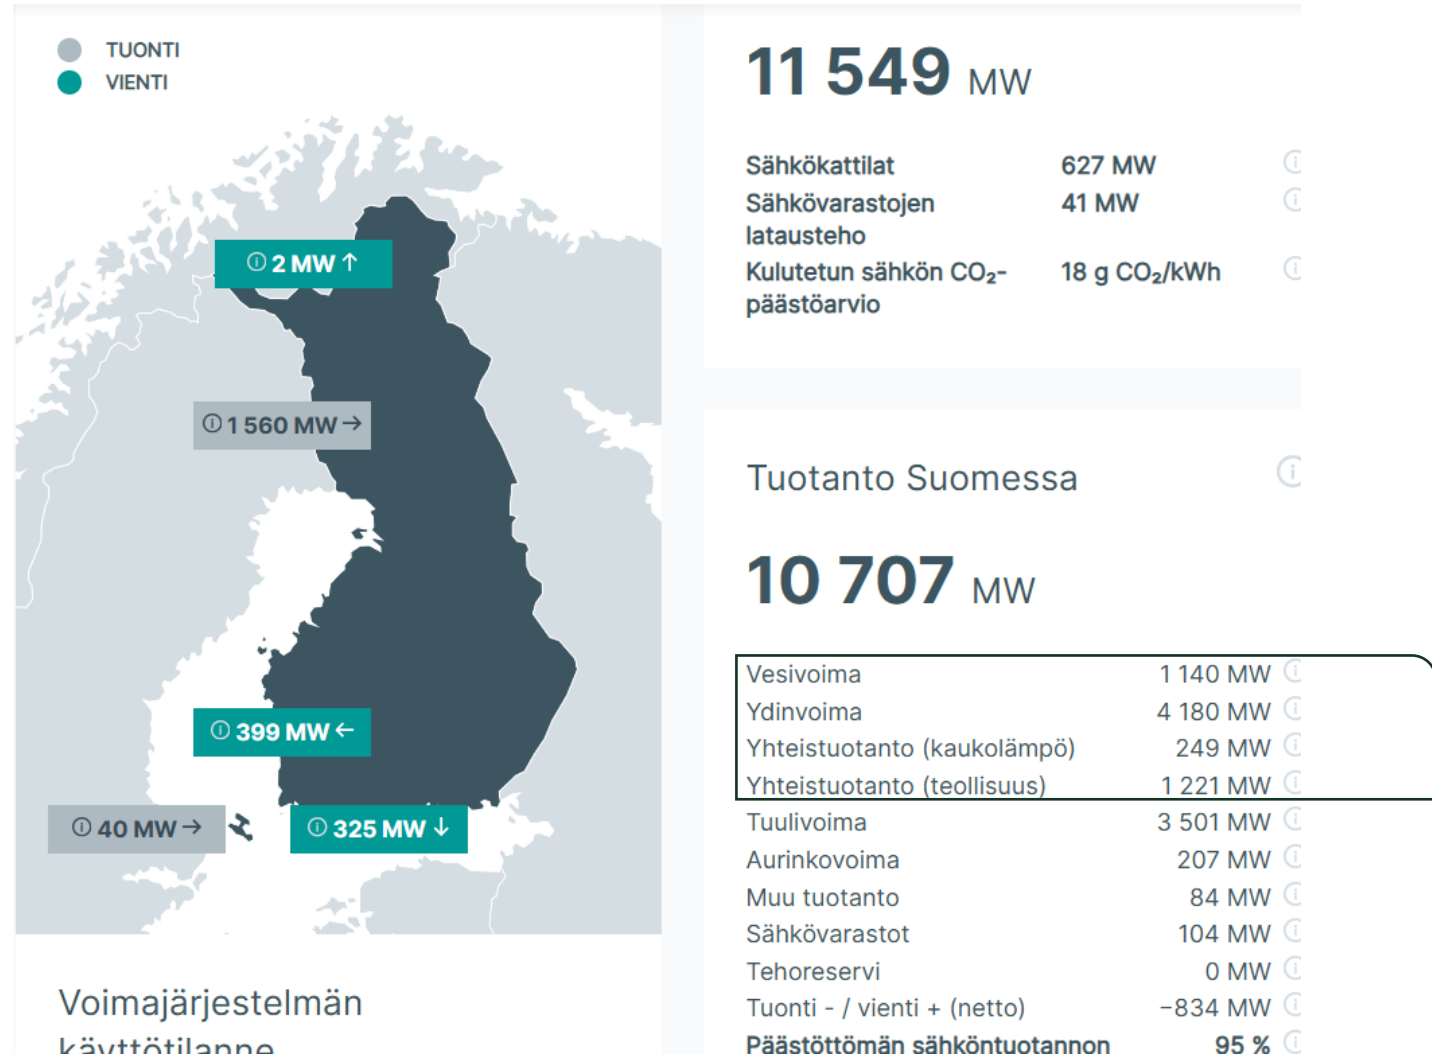 TUONTI
VIENTI
2 MW ↑
1 560 MW →
399 MW ←
40 MW →
325 MW ↓
Voimajärjestelmän
käyttötilanne
11 549 MW
Sähkökattilat 627 MW
Sähkövarastojen 41 MW
latausteho
Kulutetun sähkön CO₂- 18 g CO₂/kWh
päästöarvio
Tuotanto Suomessa
10 707 MW
Vesivoima 1 140 MW
Ydinvoima 4 180 MW
Yhteistuotanto (kaukolämpö) 249 MW
Yhteistuotanto (teollisuus) 1 221 MW
Tuulivoima 3 501 MW
Aurinkovoima 207 MW
Muu tuotanto 84 MW
Sähkövarastot 104 MW
Tehoreservi 0 MW
Tuonti - / vienti + (netto) −834 MW
Päästöttömän sähköntuotannon 95 %